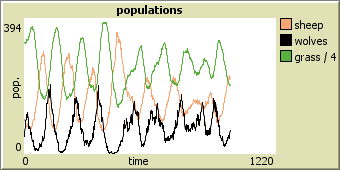 populations
394
pop.
0
0
time
1220
sheep
wolves
grass / 4